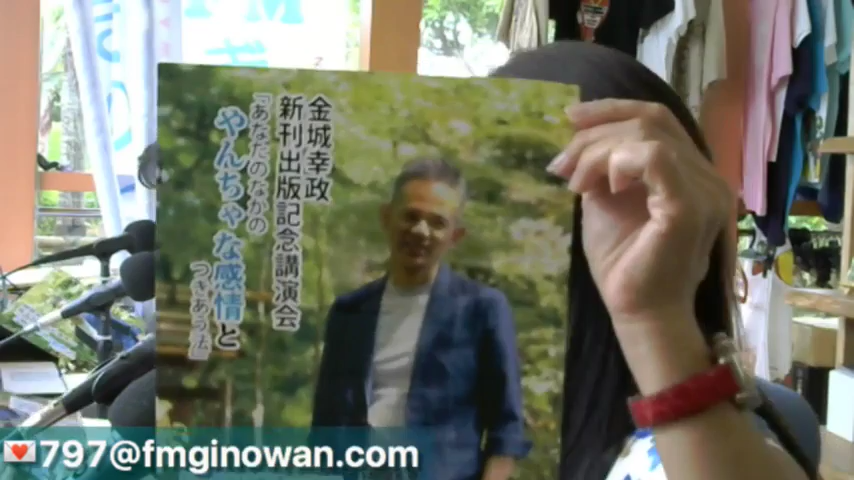 金城幸政
新刊出版記念講演会
「あなたのなかの
やんちゃな感情と
つきあう法」
797@fmginowan.com